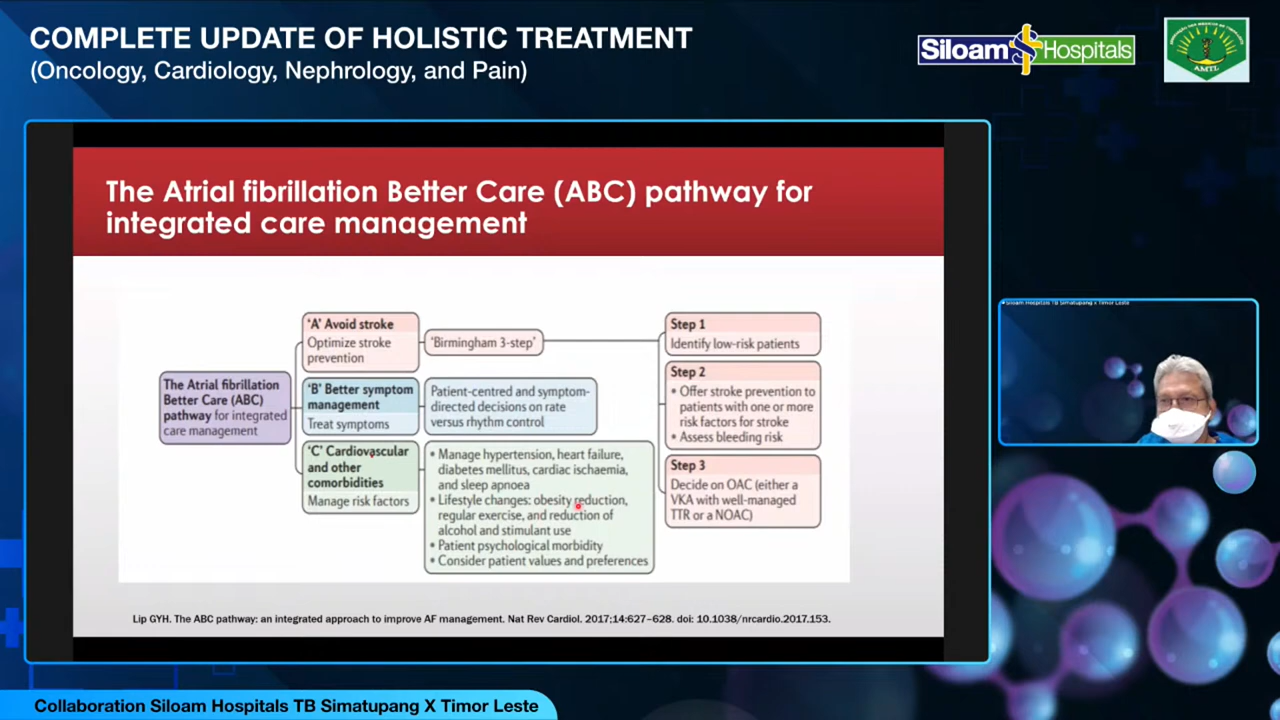 COMPLETE UPDATE OF HOLISTIC TREATMENT
(Oncology, Cardiology, Nephrology, and Pain)
Siloam Hospitals
AMTL
The Atrial fibrillation Better Care (ABC) pathway for
integrated care management
The Atrial fibrillation
Better Care (ABC)
pathway for integrated
care management
'A' Avoid stroke
Optimize stroke
prevention
'Birmingham 3-step'
'B' Better symptom
management
Treat symptoms
Patient-centred and symptom-
directed decisions on rate
versus rhythm control
'C' Cardiovascular
and other
comorbidities
Manage risk factors
• Manage hypertension, heart failure,
diabetes mellitus, cardiac ischaemia,
and sleep apnoea
• Lifestyle changes: obesity reduction,
regular exercise, and reduction of
alcohol and stimulant use
• Patient psychological morbidity
• Consider patient values and preferences
Step 1
Identify low-risk patients
Step 2
• Offer stroke prevention to
patients with one or more
risk factors for stroke
• Assess bleeding risk
Step 3
Decide on OAC (either a
VKA with well-managed
TTR or a NOAC)
Lip GYH. The ABC pathway: an integrated approach to improve AF management. Nat Rev Cardiol. 2017;14:627–628. doi: 10.1038/nrcardio.2017.153.
Siloam Hospitals TB Simatupang X Timor Leste
Collaboration Siloam Hospitals TB Simatupang X Timor Leste